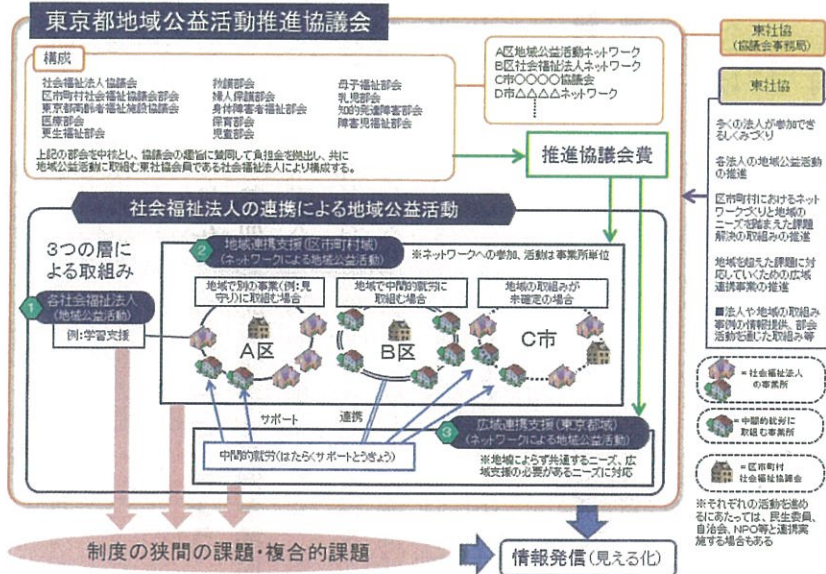 東京都地域公益活動推進協議会
構成
社会福祉法人協議会
区市町村社会福祉協議会部会
東京都高齢者福祉施設協議会
医療部会
更生福祉部会
救護部会
婦人保護部会
身体障害者福祉部会
保育部会
児童部会
母子福祉部会
乳児部会
知的発達障害部会
障害児福祉部会
上記の部会を中核とし、協議会の趣旨に賛同して負担金を拠出し、共に
地域公益活動に取組む東社協会員である社会福祉法人により構成する。
A区地域公益活動ネットワーク
B区社会福祉法人ネットワーク
C市○○○○協議会
D市△△△△ネットワーク
推進協議会費
東社協
(協議会事務局)
東社協
多くの法人が参加でき
るしくみづくり
各法人の地域公益活動
の推進
区市町村におけるネット
ワークづくりと地域の
ニーズを踏まえた課題
解決の取組みの推進
地域を超えた課題に対
応していくための広域
連携事業の推進
■法人や地域の取組み
事例の情報提供、部会
活動を通じた取組み等
社会福祉法人の連携による地域公益活動
3つの層
による取組み
1
各社会福祉法人
(地域公益活動)
例:学習支援
2
地域連携支援(区市町村域)
(ネットワークによる地域公益活動)
※ネットワークへの参加、活動は事業所単位
地域で別の事業(例:見
守り)に取組む場合
A区
地域で中間的就労に
取組む場合
B区
地域の取組みが
未確定の場合
C市
サポート
連携
中間的就労(はたらくサポートとうきょう)
3
広域連携支援(東京都域)
(ネットワークによる地域公益活動)
※地域によらず共通するニーズ、広
域支援の必要があるニーズに対応
=社会福祉法人
の事業所
=中間的就労に
取組む事業所
=区市町村
社会福祉協議会
※それぞれの活動を進め
るにあたっては、民生委員、
自治会、NPO等と連携実
施する場合もある
制度の狭間の課題・複合的課題
情報発信(見える化)